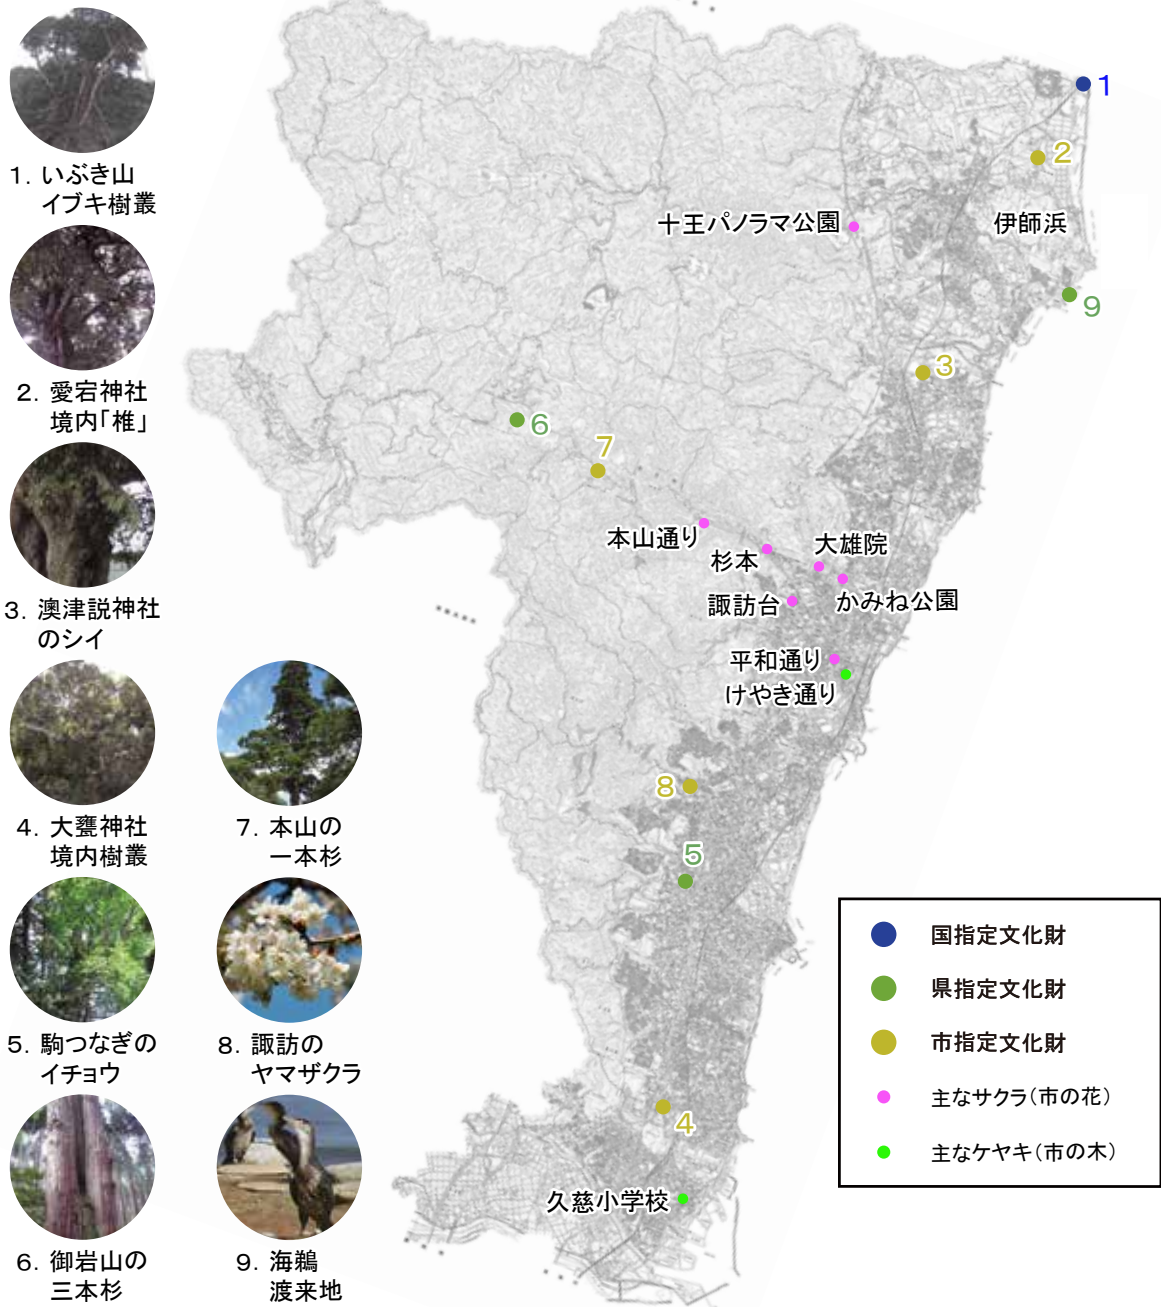 1. いぶき山
イブキ樹叢
2. 愛宕神社
境内「椎」
3. 澳津説神社
のシイ
4. 大甕神社
境内樹叢
5. 駒つなぎの
イチョウ
6. 御岩山の
三本杉
7. 本山の
一本杉
8. 諏訪の
ヤマザクラ
9. 海鵜
渡来地
1
2
十王パノラマ公園
伊師浜
9
3
6
7
本山通り
杉本
大雄院
諏訪台
かみね公園
平和通り
けやき通り
8
5
4
久慈小学校
国指定文化財
県指定文化財
市指定文化財
主なサクラ（市の花）
主なケヤキ（市の木）